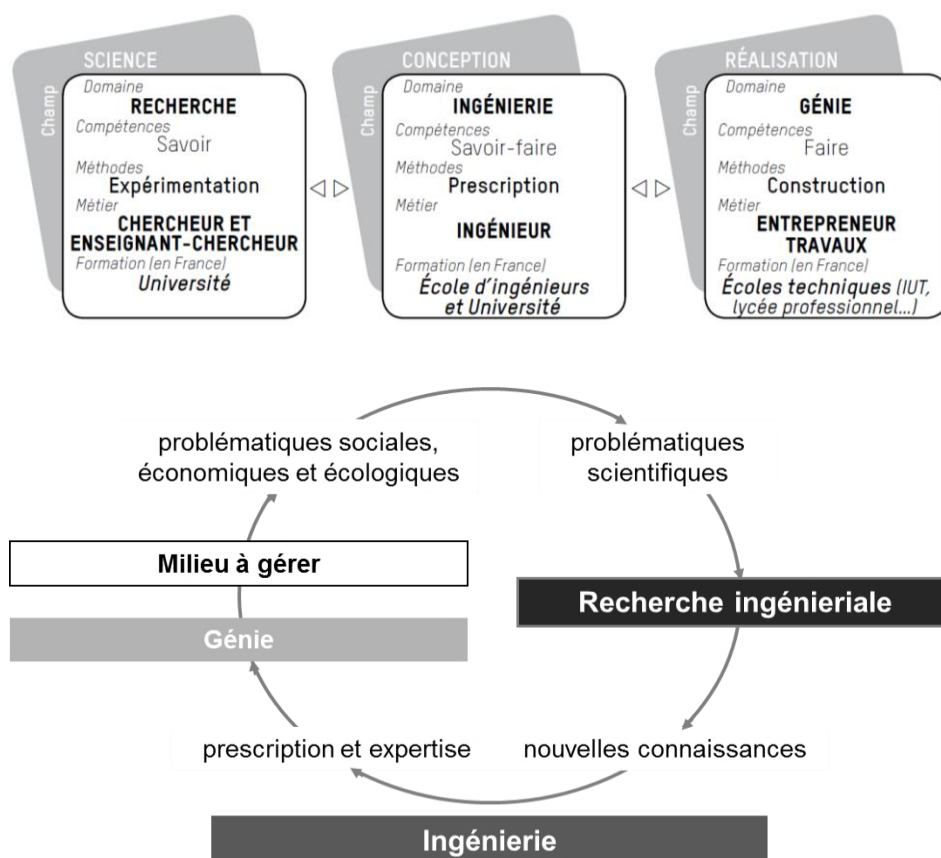 SCIENCE
Champ
Domaine
RECHERCHE
Compétences
Savoir
Méthodes
Expérimentation
Métier
CHERCHEUR ET
ENSEIGNANT-CHERCHEUR
Formation (en France)
Université
CONCEPTION
Champ
Domaine
INGÉNIERIE
Compétences
Savoir-faire
Méthodes
Prescription
Métier
INGÉNIEUR
Formation (en France)
École d'ingénieurs
et Université
RÉALISATION
Champ
Domaine
GÉNIE
Compétences
Faire
Méthodes
Construction
Métier
ENTREPRENEUR
TRAVAUX
Formation (en France)
Écoles techniques (IUT,
lycée professionnel...)
problématiques sociales,
économiques et écologiques
problématiques
scientifiques
Milieu à gérer
Recherche ingénieriale
Génie
prescription et expertise
nouvelles connaissances
Ingénierie